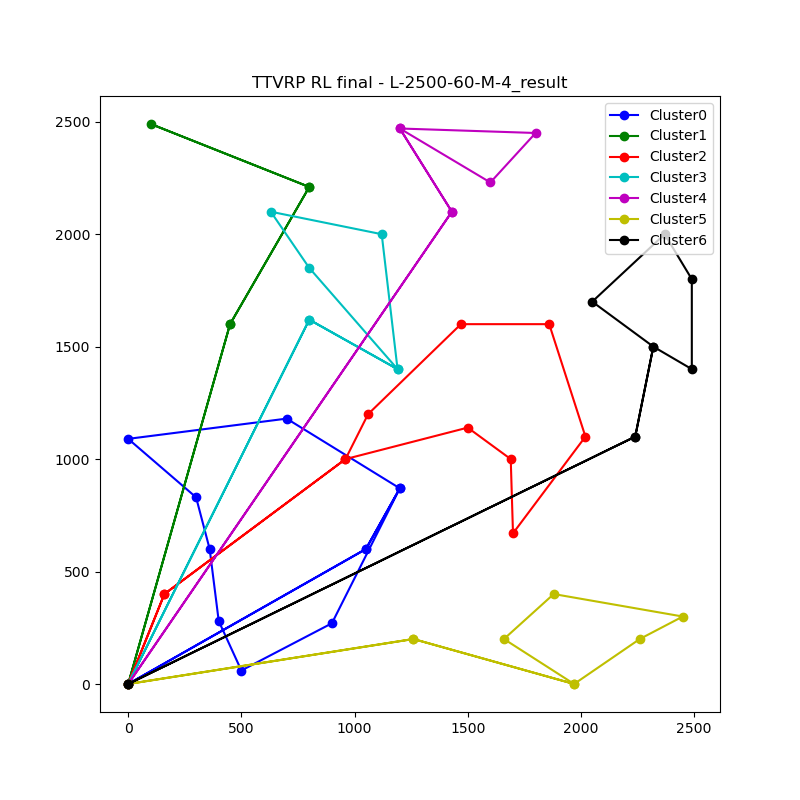 TTVRP RL final - L-2500-60-M-4_result
Cluster0
Cluster1
Cluster2
Cluster3
Cluster4
Cluster5
Cluster6
2500
2000
1500
1000
500
0
0 500 1000 1500 2000 2500